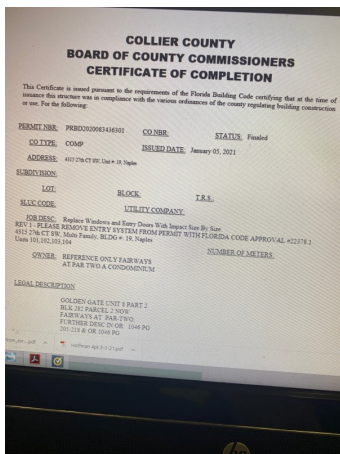 COLLIER COUNTY
BOARD OF COUNTY COMMISSIONERS
CERTIFICATE OF COMPLETION
This Certificate is issued pursuant to the requirements of the Florida Building Code certifying that at the time of
issuance this structure was in compliance with the various ordinances of the county regulating building construction
or use. For the following:
PERMIT NBR: PRBD2020083436301 CO NBR: STATUS: Finaled
CO TYPE: COMP ISSUED DATE: January 05, 2021
ADDRESS: 4315 27th CT SW, Unit #: 19, Naples
SUBDIVISION:
LOT: BLOCK: T.R.S.:
SLUC CODE: UTILITY COMPANY:
JOB DESC: Replace Windows and Entry Doors With Impact Size By Size
REV 1 - PLEASE REMOVE ENTRY SYSTEM FROM PERMIT WITH FLORIDA CODE APPROVAL #22378.1
4315 27th CT SW, Multi Family, BLDG #: 19, Naples
Units 101,102,103,104 NUMBER OF METERS:
OWNER: REFERENCE ONLY FAIRWAYS
AT PAR TWO A CONDOMINIUM
LEGAL DESCRIPTION
GOLDEN GATE UNIT 8 PART 2
BLK 282 PARCEL 2 NOW
FAIRWAYS AT PAR-TWO,
FURTHER DESC IN OR 1046 PG
205-218 & OR 1046 PG
hp